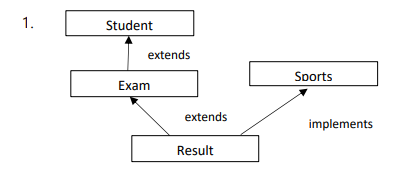 1.
Student
extends
Sports
Exam
extends
implements
Result